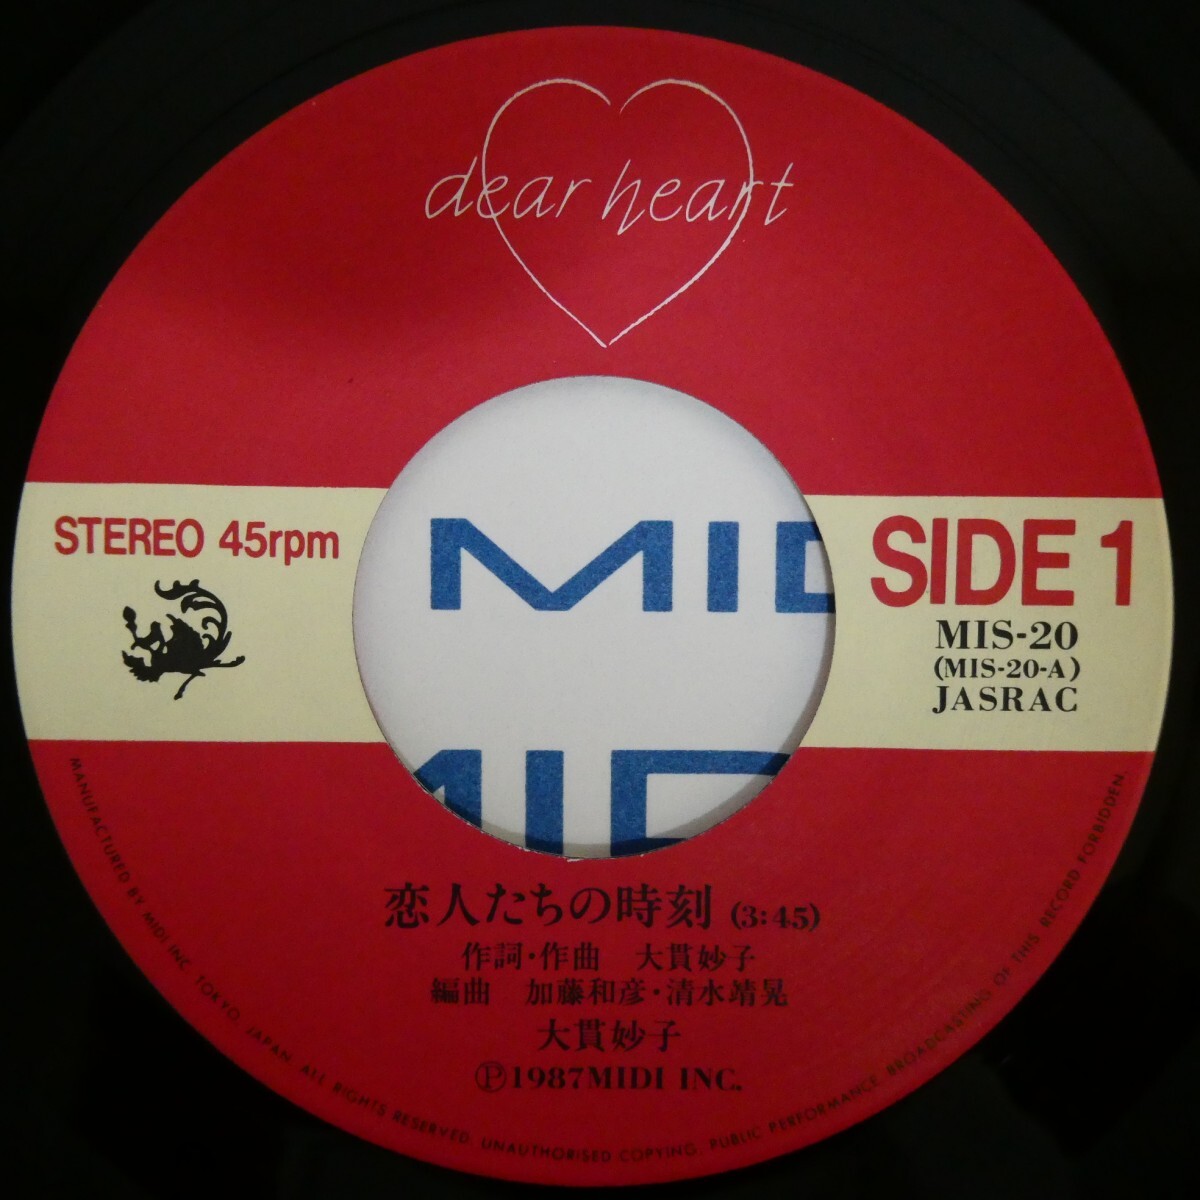 dear heart
STEREO 45rpm
MID
SIDE 1
MIS-20
(MIS-20-A)
JASRAC
MID
恋人たちの時刻 (3:45)
作詞・作曲 大貫妙子
編曲 加藤和彦・清水靖晃
大貫妙子
Ⓟ1987MIDI INC.
MANUFACTURED BY MIDI INC. TOKYO, JAPAN. ALL RIGHTS RESERVED. UNAUTHORISED COPYING, PUBLIC PERFORMANCE, BROADCASTING OF THIS RECORD FORBIDDEN.